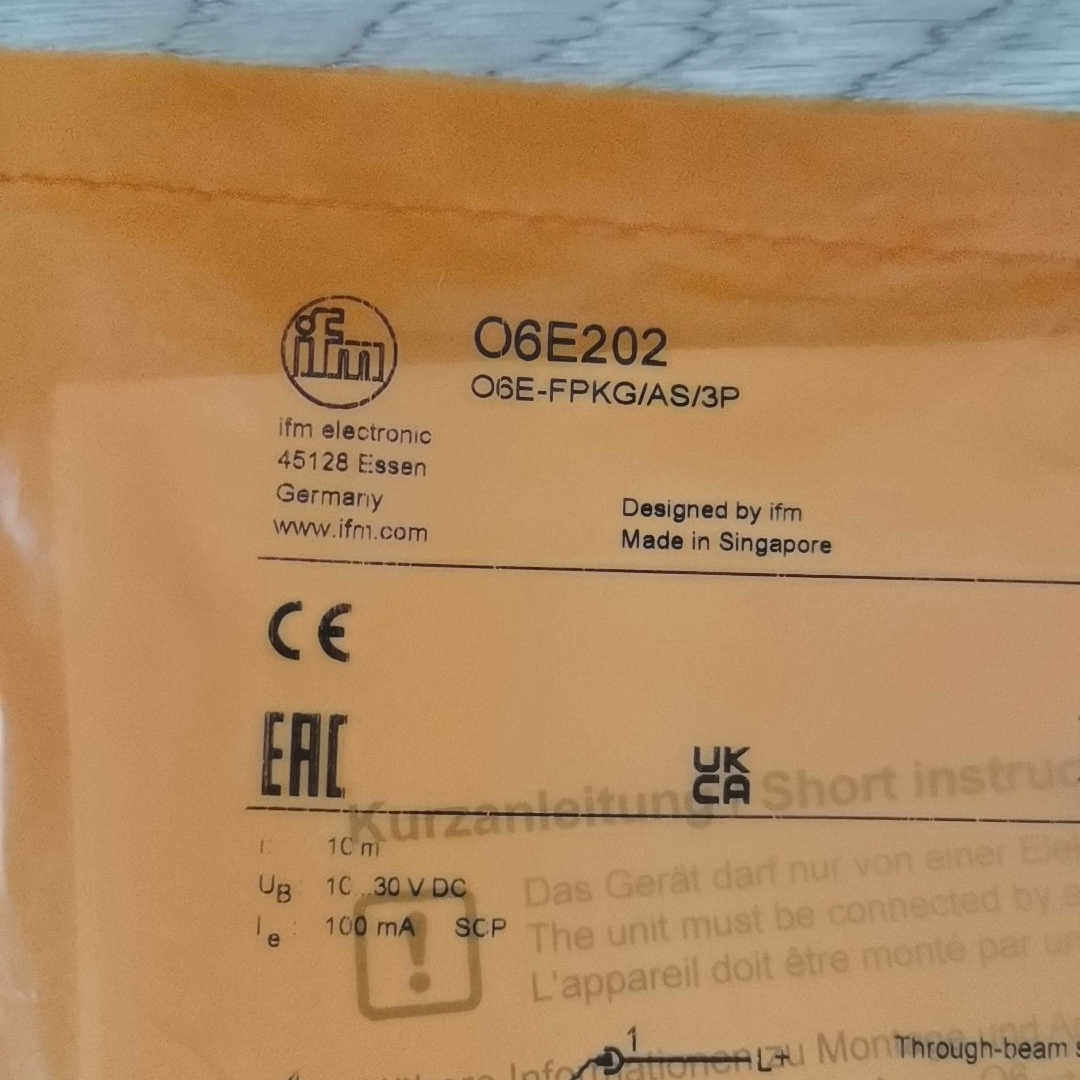 ifm
O6E202
O6E-FPKG/AS/3P
ifm electronic
45128 Essen
Germany
www.ifm.com
Designed by ifm
Made in Singapore
CE
EAC
UK
CA
Kurzanleitung Short
10 m
UB: 10...30 V DC
Ie: 100 mA SCP
Das Gerät darf nur von einer
The unit must be connected by
L'appareil doit être monté par
1
L+
Through-beam
Informationen zu